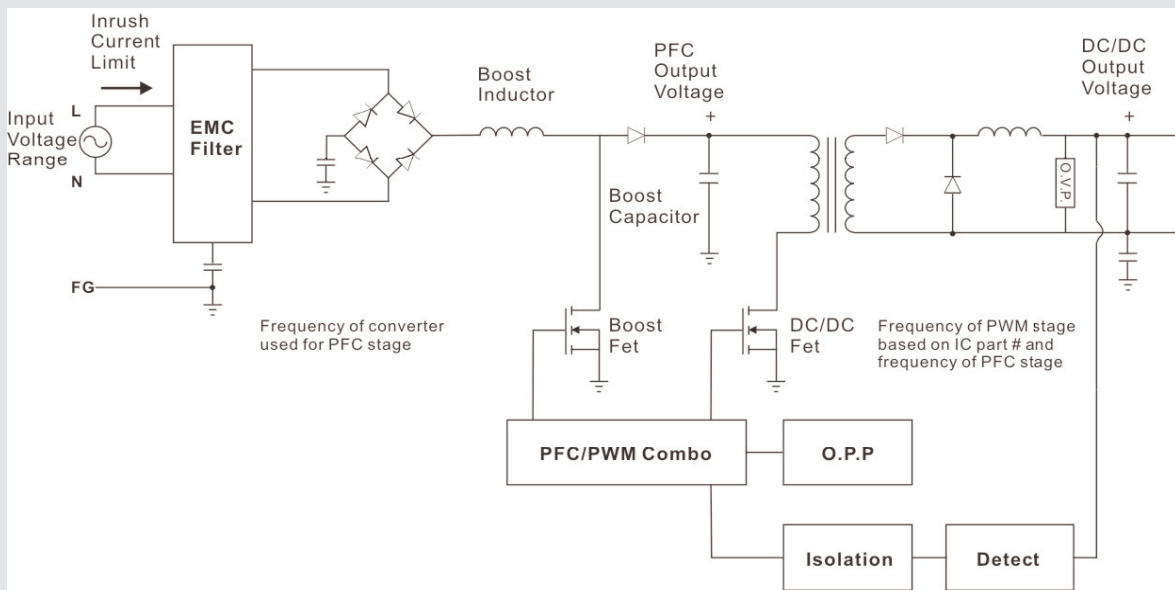 Inrush
Current
Limit
L
Input
Voltage
Range
N
EMC
Filter
FG
Boost
Inductor
PFC
Output
Voltage
+
Boost
Capacitor
DC/DC
Output
Voltage
+
O.V.P.
Frequency of converter
used for PFC stage
Boost
Fet
DC/DC
Fet
Frequency of PWM stage
based on IC part # and
frequency of PFC stage
PFC/PWM Combo
O.P.P
Isolation
Detect